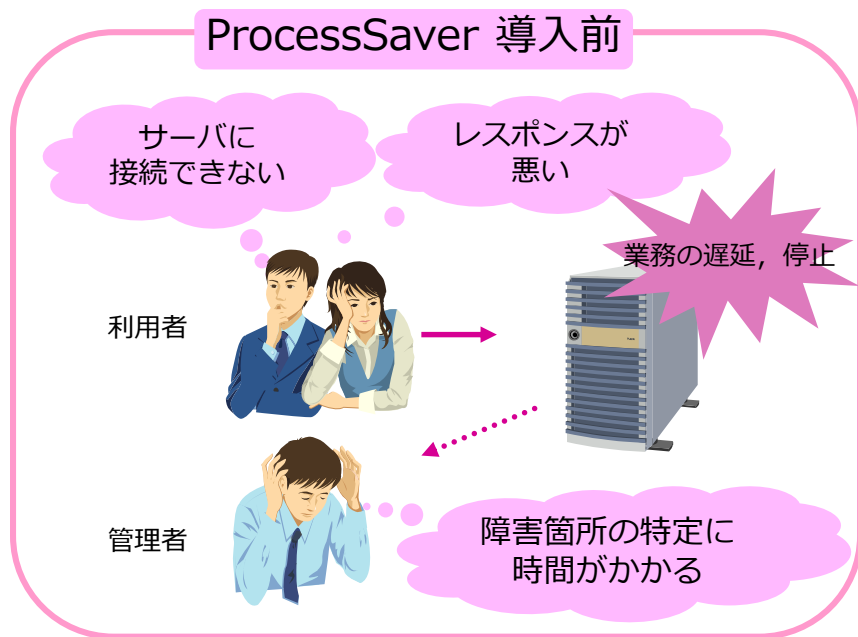 ProcessSaver 導入前
サーバに
接続できない
レスポンスが
悪い
業務の遅延，停止
利用者
管理者
障害箇所の特定に
時間がかかる